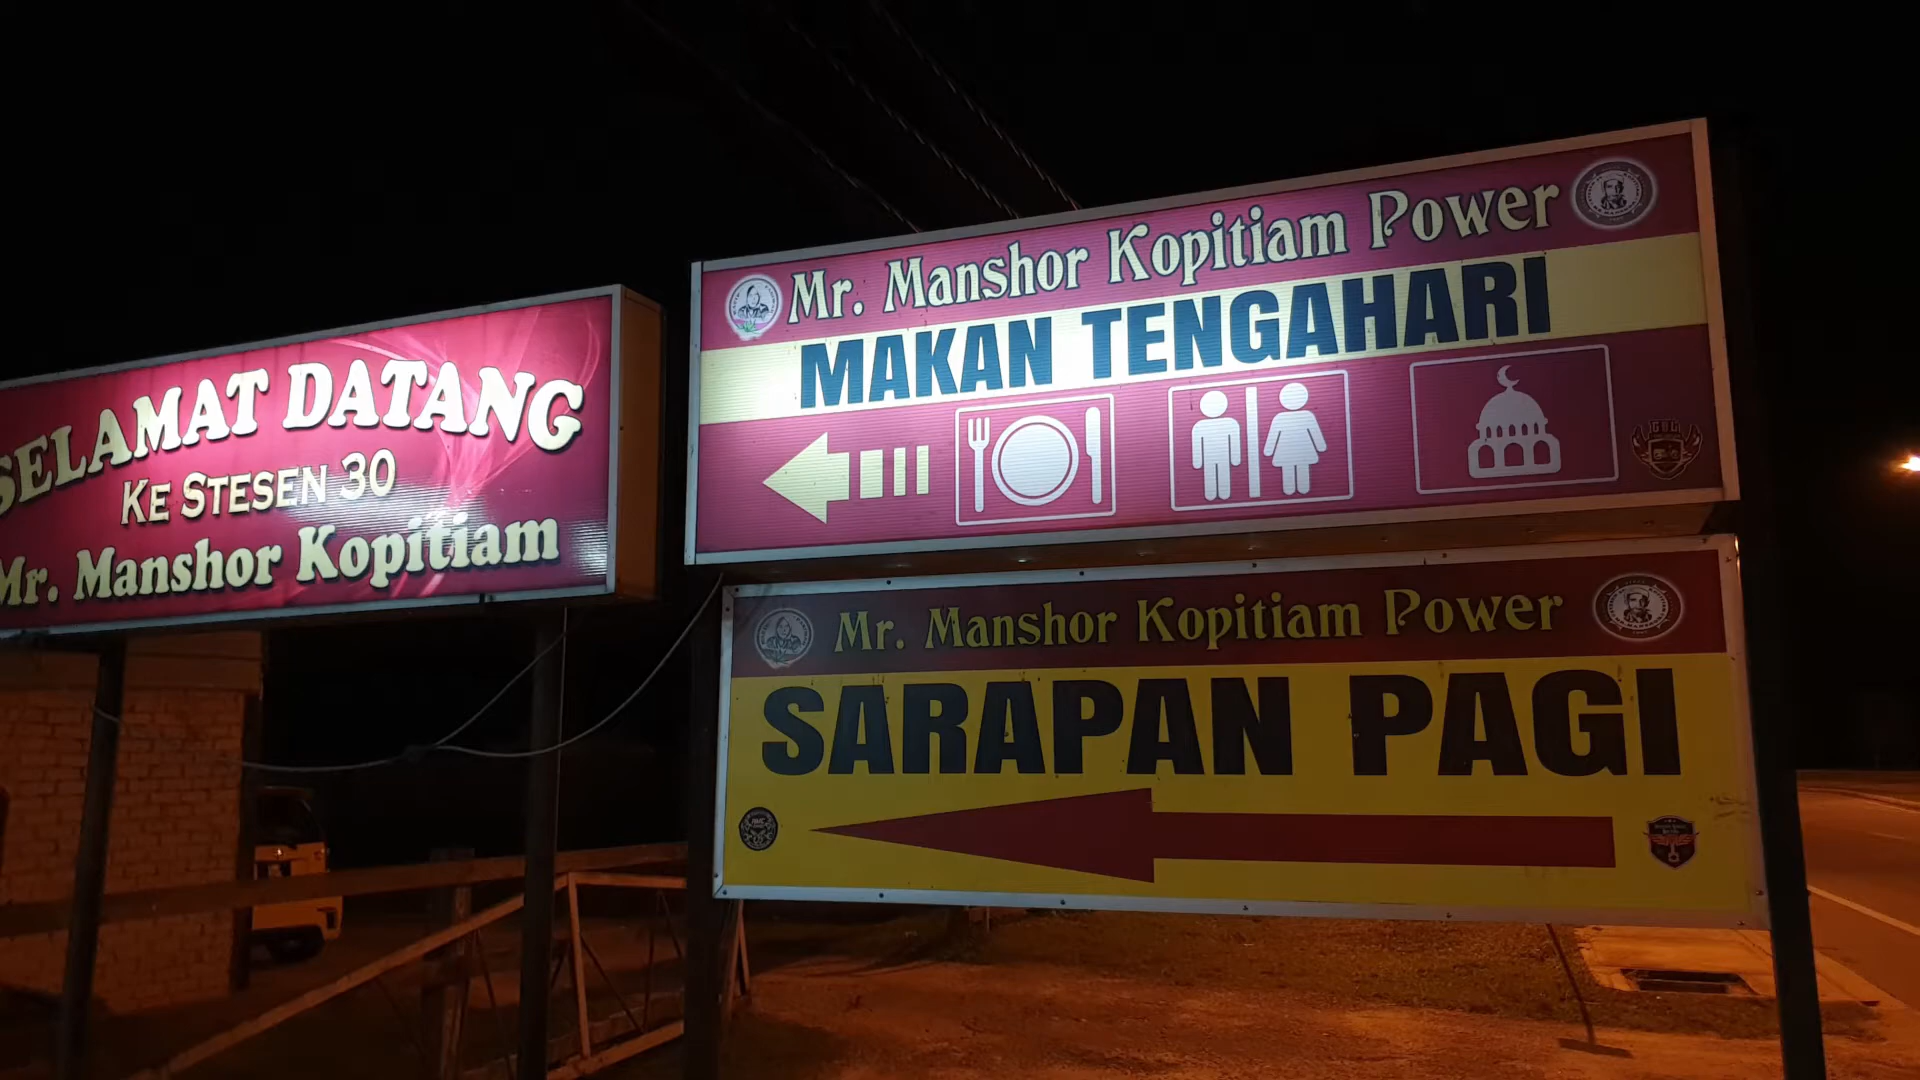 SELAMAT DATANG
KE STESEN 30
Mr. Manshor Kopitiam
Mr. Manshor Kopitiam Power
MAKAN TENGAHARI
Mr. Manshor Kopitiam Power
SARAPAN PAGI